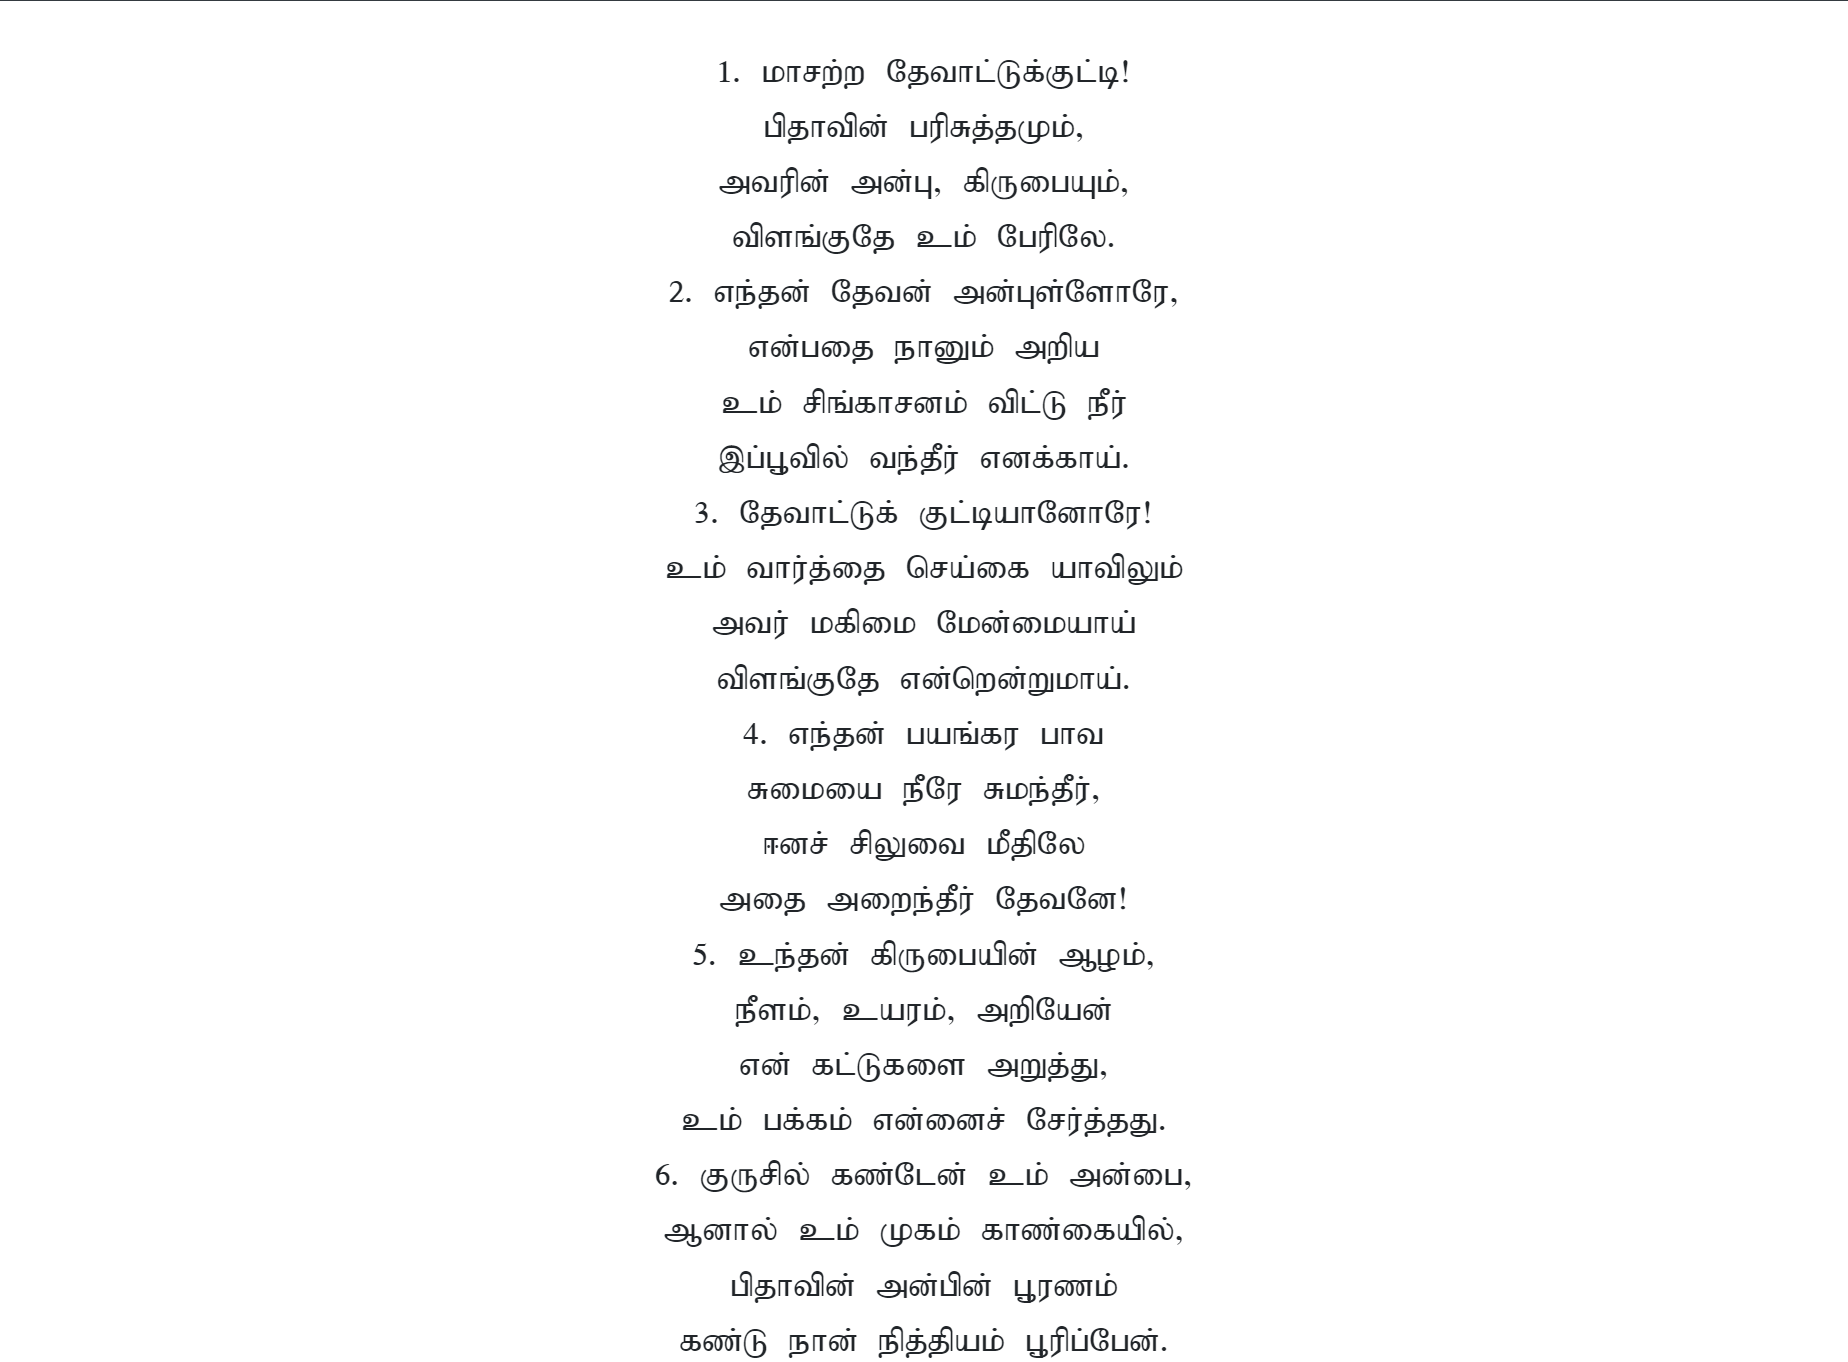 1. மாசற்ற தேவாட்டுக்குட்டி!
பிதாவின் பரிசுத்தமும்,
அவரின் அன்பு, கிருபையும்,
விளங்குதே உம் பேரிலே.
2. எந்தன் தேவன் அன்புள்ளோரே,
என்பதை நானும் அறிய
உம் சிங்காசனம் விட்டு நீர்
இப்பூவில் வந்தீர் எனக்காய்.
3. தேவாட்டுக் குட்டியானோரே!
உம் வார்த்தை செய்கை யாவிலும்
அவர் மகிமை மேன்மையாய்
விளங்குதே என்றென்றுமாய்.
4. எந்தன் பயங்கர பாவ
சுமையை நீரே சுமந்தீர்,
ஈனச் சிலுவை மீதிலே
அதை அறைந்தீர் தேவனே!
5. உந்தன் கிருபையின் ஆழம்,
நீளம், உயரம், அறியேன்
என் கட்டுகளை அறுத்து,
உம் பக்கம் என்னைச் சேர்த்தது.
6. குருசில் கண்டேன் உம் அன்பை,
ஆனால் உம் முகம் காண்கையில்,
பிதாவின் அன்பின் பூரணம்
கண்டு நான் நித்தியம் பூரிப்பேன்.